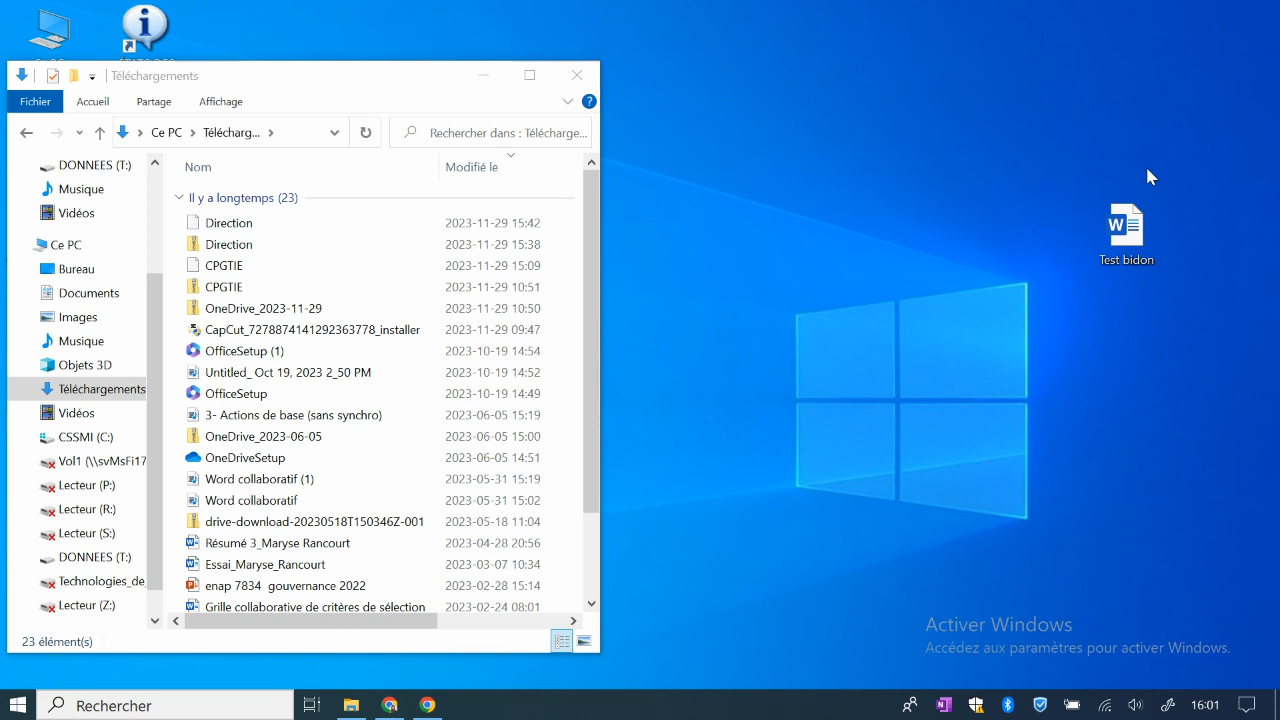 Téléchargements
Fichier
Accueil
Partage
Affichage
Ce PC
Télécharg...
Rechercher dans : Télécharge...
DONNEES (T:)
Musique
Vidéos
Ce PC
Bureau
Documents
Images
Musique
Objets 3D
Téléchargements
Vidéos
CSSMI (C:)
Vol1 (\\svMsFi17
Lecteur (P:)
Lecteur (R:)
Lecteur (S:)
DONNEES (T:)
Technologies_de
Lecteur (Z:)
Nom
Modifié le
Il y a longtemps (23)
Direction 2023-11-29 15:42
Direction 2023-11-29 15:38
CPGTIE 2023-11-29 15:09
CPGTIE 2023-11-29 10:51
OneDrive_2023-11-29 2023-11-29 10:50
CapCut_7278874141292363778_installer 2023-11-29 09:47
OfficeSetup (1) 2023-10-19 14:54
Untitled_ Oct 19, 2023 2_50 PM 2023-10-19 14:52
OfficeSetup 2023-10-19 14:49
3- Actions de base (sans synchro) 2023-06-05 15:19
OneDrive_2023-06-05 2023-06-05 15:00
OneDriveSetup 2023-06-05 14:51
Word collaboratif (1) 2023-05-31 15:19
Word collaboratif 2023-05-31 15:02
drive-download-20230518T150346Z-001 2023-05-18 11:04
Résumé 3_Maryse Rancourt 2023-04-28 20:56
Essai_Maryse_Rancourt 2023-03-07 10:34
enap 7834 gouvernance 2022 2023-02-28 15:14
Grille collaborative de critères de sélection 2023-02-24 08:01
23 élément(s)
W
Test bidon
Activer Windows
Accédez aux paramètres pour activer Windows.
Rechercher
16:01